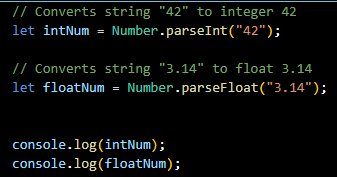 // Converts string "42" to integer 42
let intNum = Number.parseInt("42");
// Converts string "3.14" to float 3.14
let floatNum = Number.parseFloat("3.14");
console.log(intNum);
console.log(floatNum);